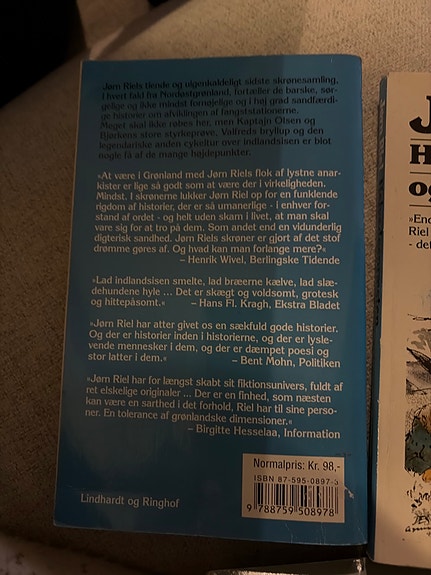 Jørn Riels tiende og uigenkaldeligt sidste skrønesamling.
I hvert fald fra Nordøstgrønland, fortæller de barske, sør-
gelige og ikke mindst fornøjelige og i høj grad sandfærdi-
ge historier om afviklingen af fangststationerne.
Meget skal ikke røbes her, men Kaptajn Olsen og
Bjørkens store styrkeprøve, Valfreds bryllup og den
legendariske anden cykeltur over indlandsisen er blot
nogle få af de mange højdepunkter.
»At være i Grønland med Jørn Riels flok af lystne anar-
kister er lige så godt som at være der i virkeligheden.
Mindst. I skrønerne lukker Jørn Riel op for en funklende
rigdom af historier, der er så umanerlige - i enhver for-
stand af ordet - og helt uden skam i livet, at man skal
vare sig for at tro på dem. Som andet end en vidunderlig
digterisk sandhed. Jørn Riels skrøner er gjort af det stof
drømme gøres af. Og hvad kan man forlange mere?«
– Henrik Wivel, Berlingske Tidende
»Lad indlandsisen smelte, lad bræerne kælve, lad slæ-
dehundene hyle ... Det er skægt og voldsomt, grotesk
og hittepåsomt.« – Hans Fl. Kragh, Ekstra Bladet
»Jørn Riel har atter givet os en sækfuld gode historier.
Og der er historier inden i historierne, og der er lysle-
vende mennesker i dem, og der er dæmpet poesi og
stor latter i dem.« – Bent Mohn, Politiken
»Jørn Riel har for længst skabt sit fiktionsunivers, fuldt af
ret elskelige originaler ... Der er en finhed, som næsten
kan være en sarthed i det forhold, Riel har til sine perso-
ner. En tolerance af grønlandske dimensioner.«
– Birgitte Hesselaa, Information
Normalpris: Kr. 98,-
ISBN 87-595-0897-3
9 788759 508978
Lindhardt og Ringhof
J
H
og
»End
Riel
- det